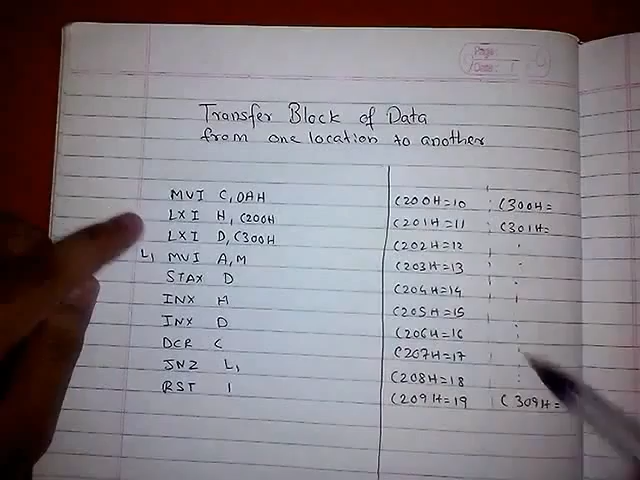 Page:
Date:
Transfer Block of Data
from one location to another
MVI C, 0AH
LXI H, C200H
LXI D, C300H
L1 MVI A, M
STAX D
INX H
INX D
DCR C
JNZ L1
RST 1
C200H=10 ; C300H=
C201H=11 ; C301H=
C202H=12
C203H=13
C204H=14
C205H=15
C206H=16
C207H=17
C208H=18
C209H=19 C309H=